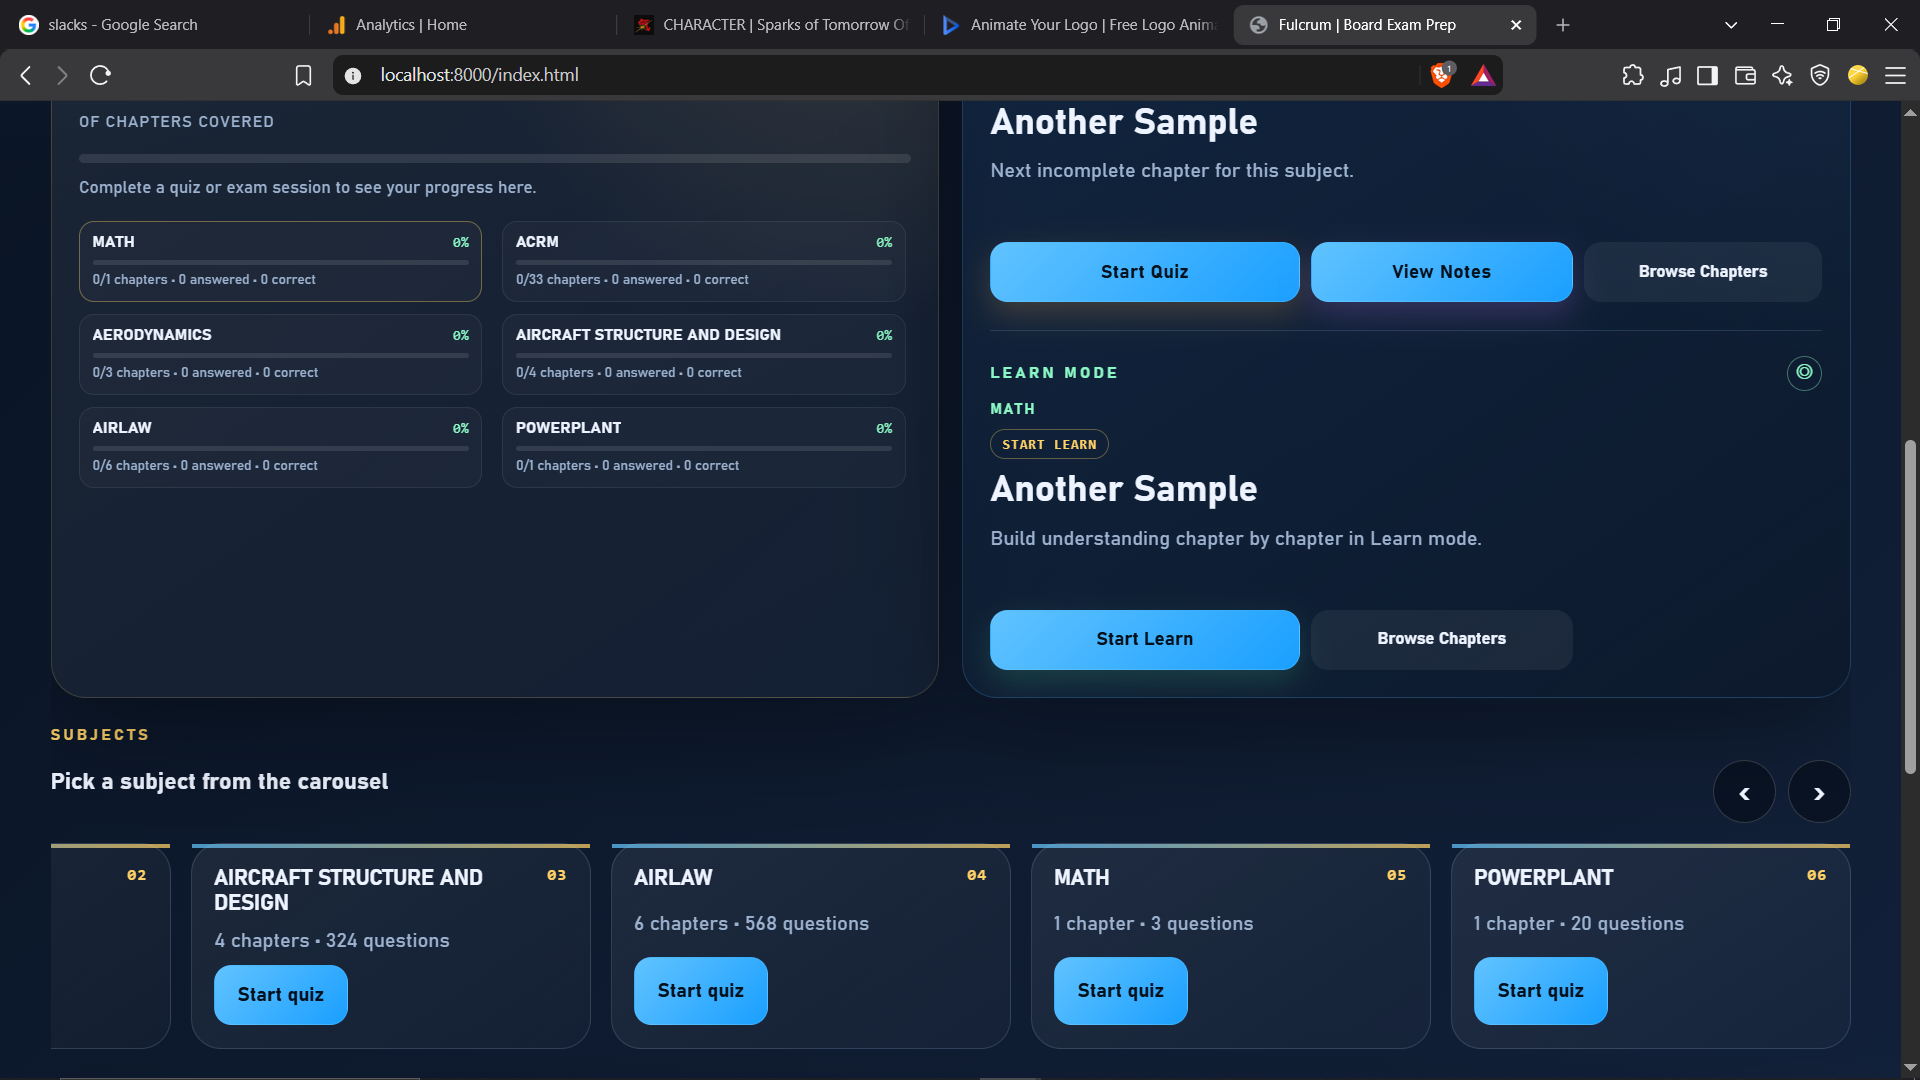 slacks - Google Search
Analytics | Home
CHARACTER | Sparks of Tomorrow Of
Animate Your Logo | Free Logo Anima
Fulcrum | Board Exam Prep
localhost:8000/index.html
1
OF CHAPTERS COVERED
Complete a quiz or exam session to see your progress here.
MATH 0%
0/1 chapters • 0 answered • 0 correct
ACRM 0%
0/33 chapters • 0 answered • 0 correct
AERODYNAMICS 0%
0/3 chapters • 0 answered • 0 correct
AIRCRAFT STRUCTURE AND DESIGN 0%
0/4 chapters • 0 answered • 0 correct
AIRLAW 0%
0/6 chapters • 0 answered • 0 correct
POWERPLANT 0%
0/1 chapters • 0 answered • 0 correct
Another Sample
Next incomplete chapter for this subject.
Start Quiz
View Notes
Browse Chapters
LEARN MODE
MATH
START LEARN
Another Sample
Build understanding chapter by chapter in Learn mode.
Start Learn
Browse Chapters
SUBJECTS
Pick a subject from the carousel
02
AIRCRAFT STRUCTURE AND
DESIGN
03
4 chapters • 324 questions
Start quiz
AIRLAW
04
6 chapters • 568 questions
Start quiz
MATH
05
1 chapter • 3 questions
Start quiz
POWERPLANT
06
1 chapter • 20 questions
Start quiz